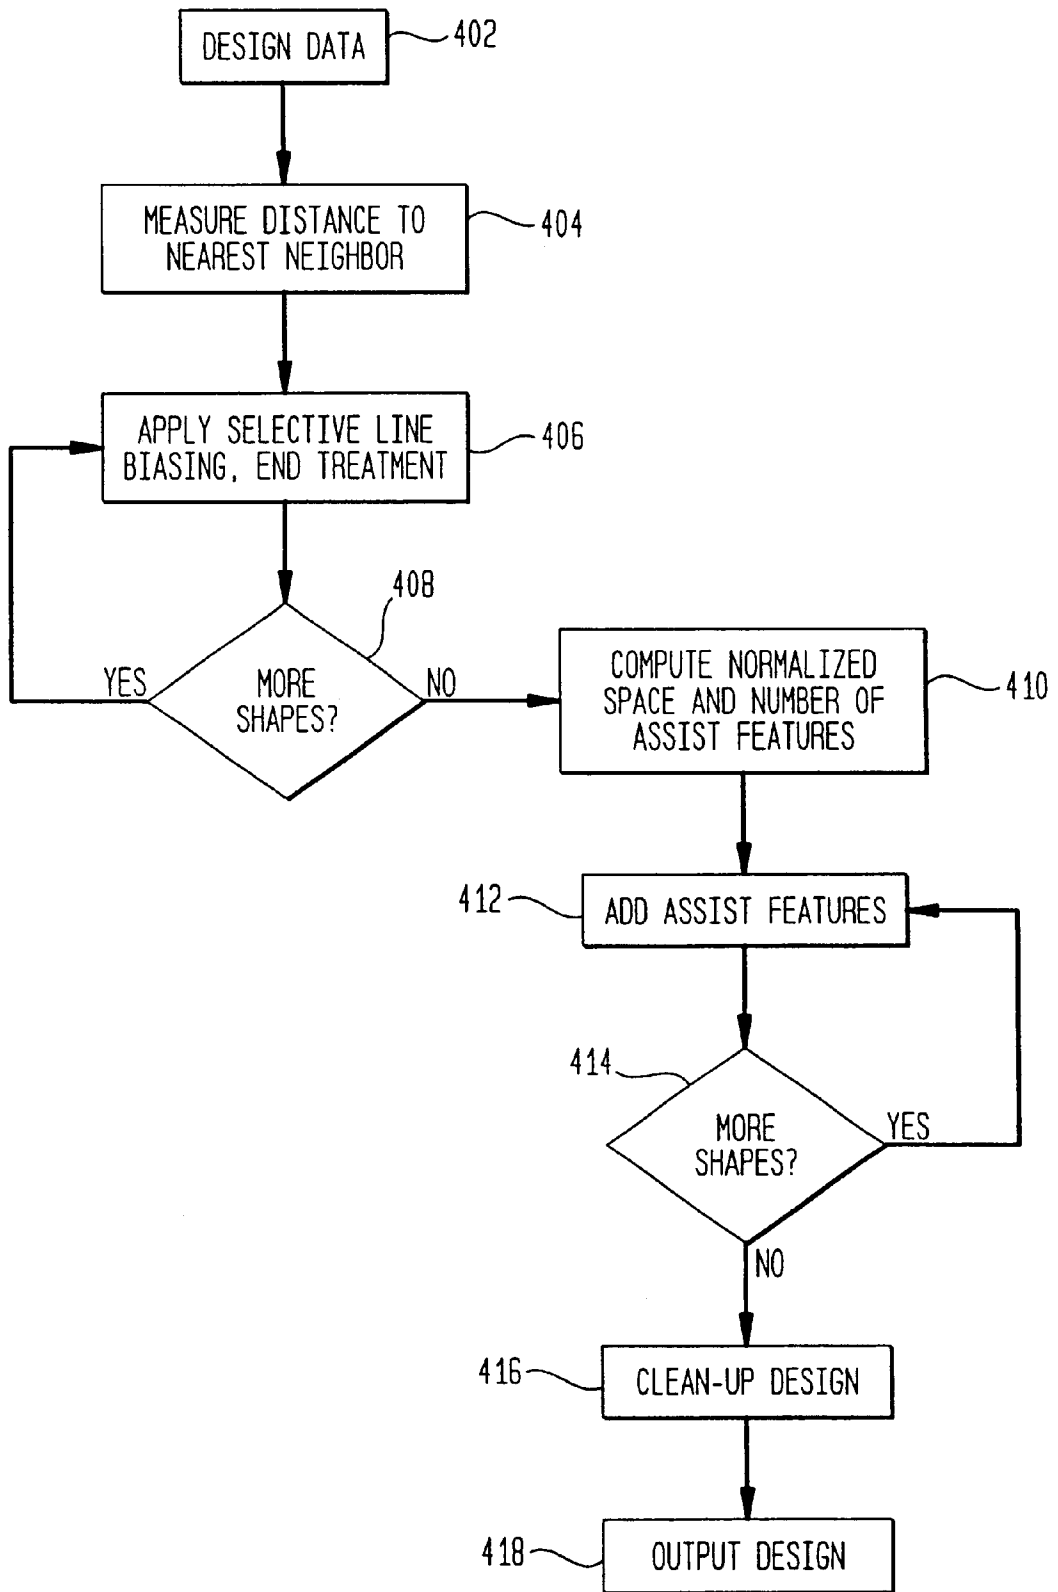 DESIGN DATA
402
MEASURE DISTANCE TO
NEAREST NEIGHBOR
404
APPLY SELECTIVE LINE
BIASING, END TREATMENT
406
408
MORE
SHAPES?
YES
NO
COMPUTE NORMALIZED
SPACE AND NUMBER OF
ASSIST FEATURES
410
412
ADD ASSIST FEATURES
414
MORE
SHAPES?
YES
NO
416
CLEAN-UP DESIGN
418
OUTPUT DESIGN